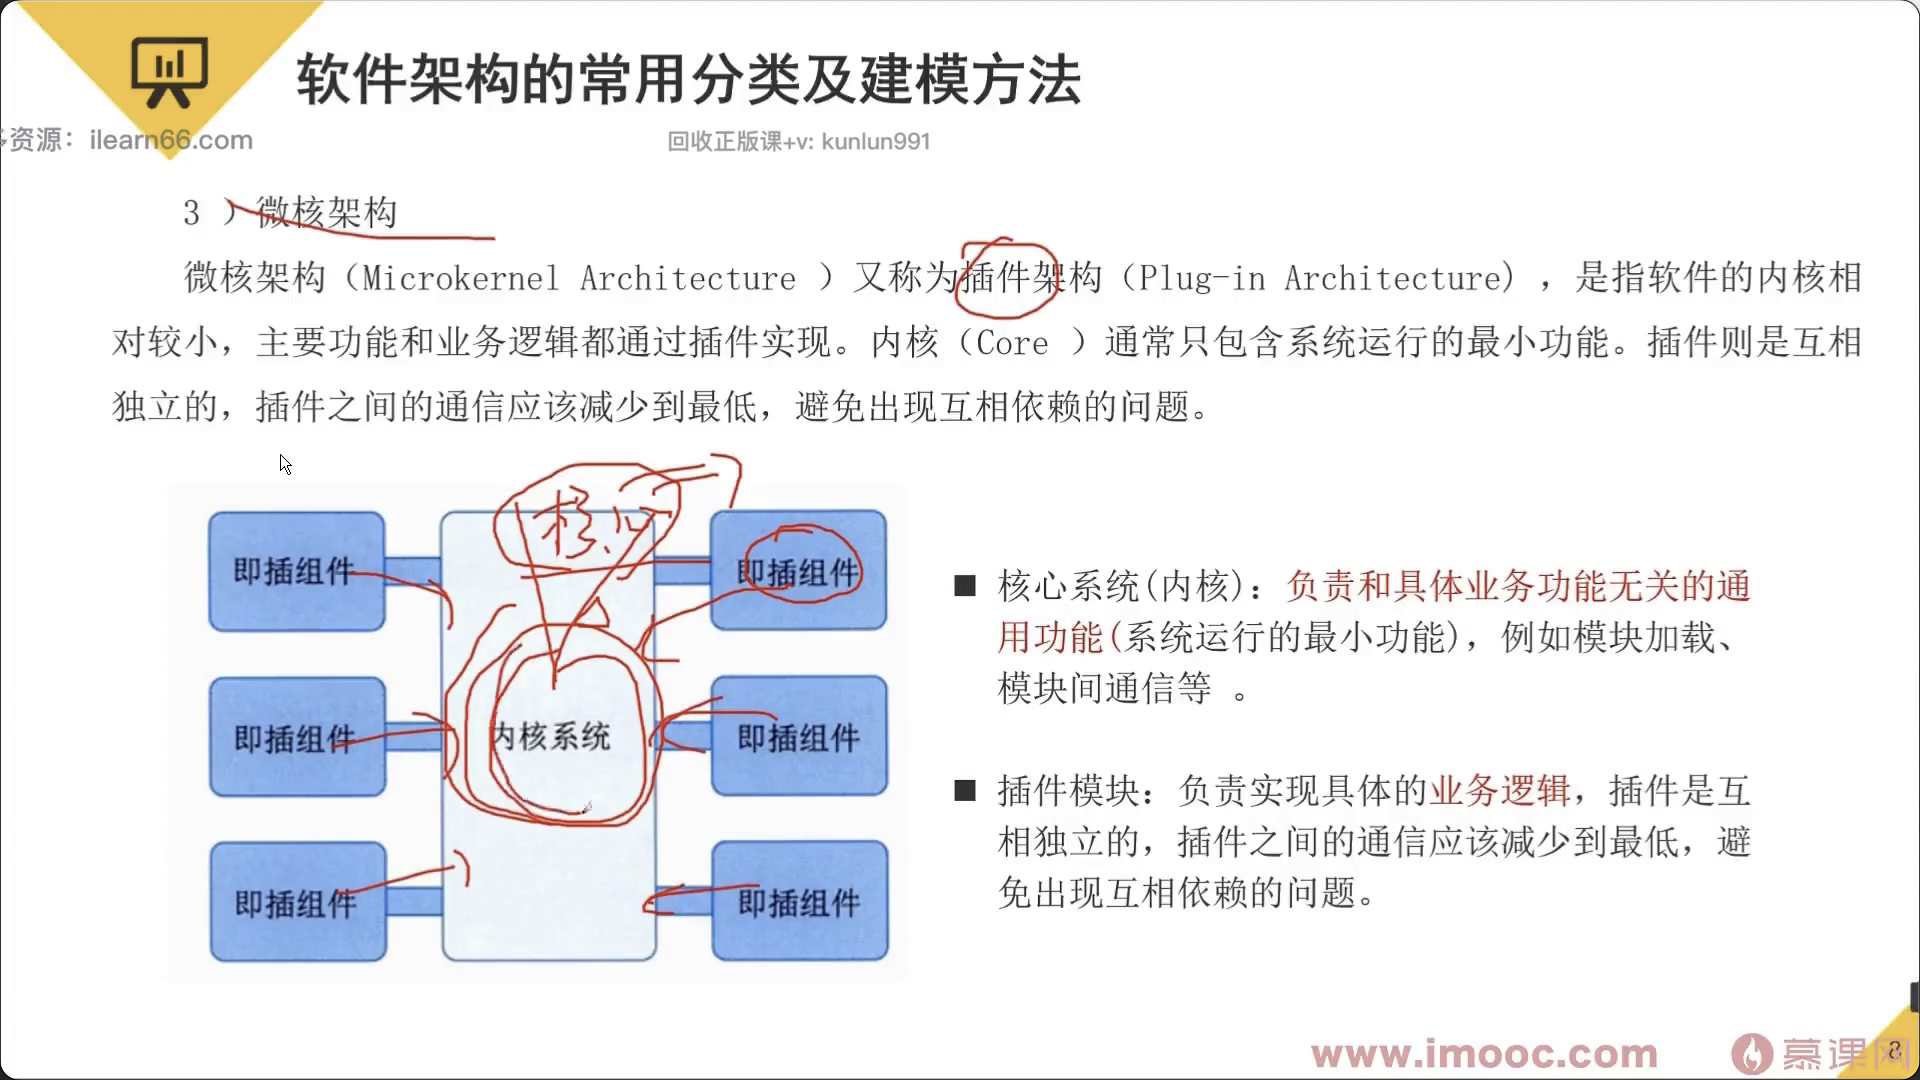 软件架构的常用分类及建模方法
资源：ilearn66.com
回收正版课+v: kunlun991
3 ）微核架构
微核架构（Microkernel Architecture ）又称为插件架构（Plug-in Architecture），是指软件的内核相
对较小，主要功能和业务逻辑都通过插件实现。内核（Core ）通常只包含系统运行的最小功能。插件则是互相
独立的，插件之间的通信应该减少到最低，避免出现互相依赖的问题。
核心
即插组件
即插组件
即插组件
内核系统
即插组件
即插组件
即插组件
核心系统(内核)：负责和具体业务功能无关的通
用功能(系统运行的最小功能)，例如模块加载、
模块间通信等 。
插件模块：负责实现具体的业务逻辑，插件是互
相独立的，插件之间的通信应该减少到最低，避
免出现互相依赖的问题。
www.imooc.com
慕课网
8